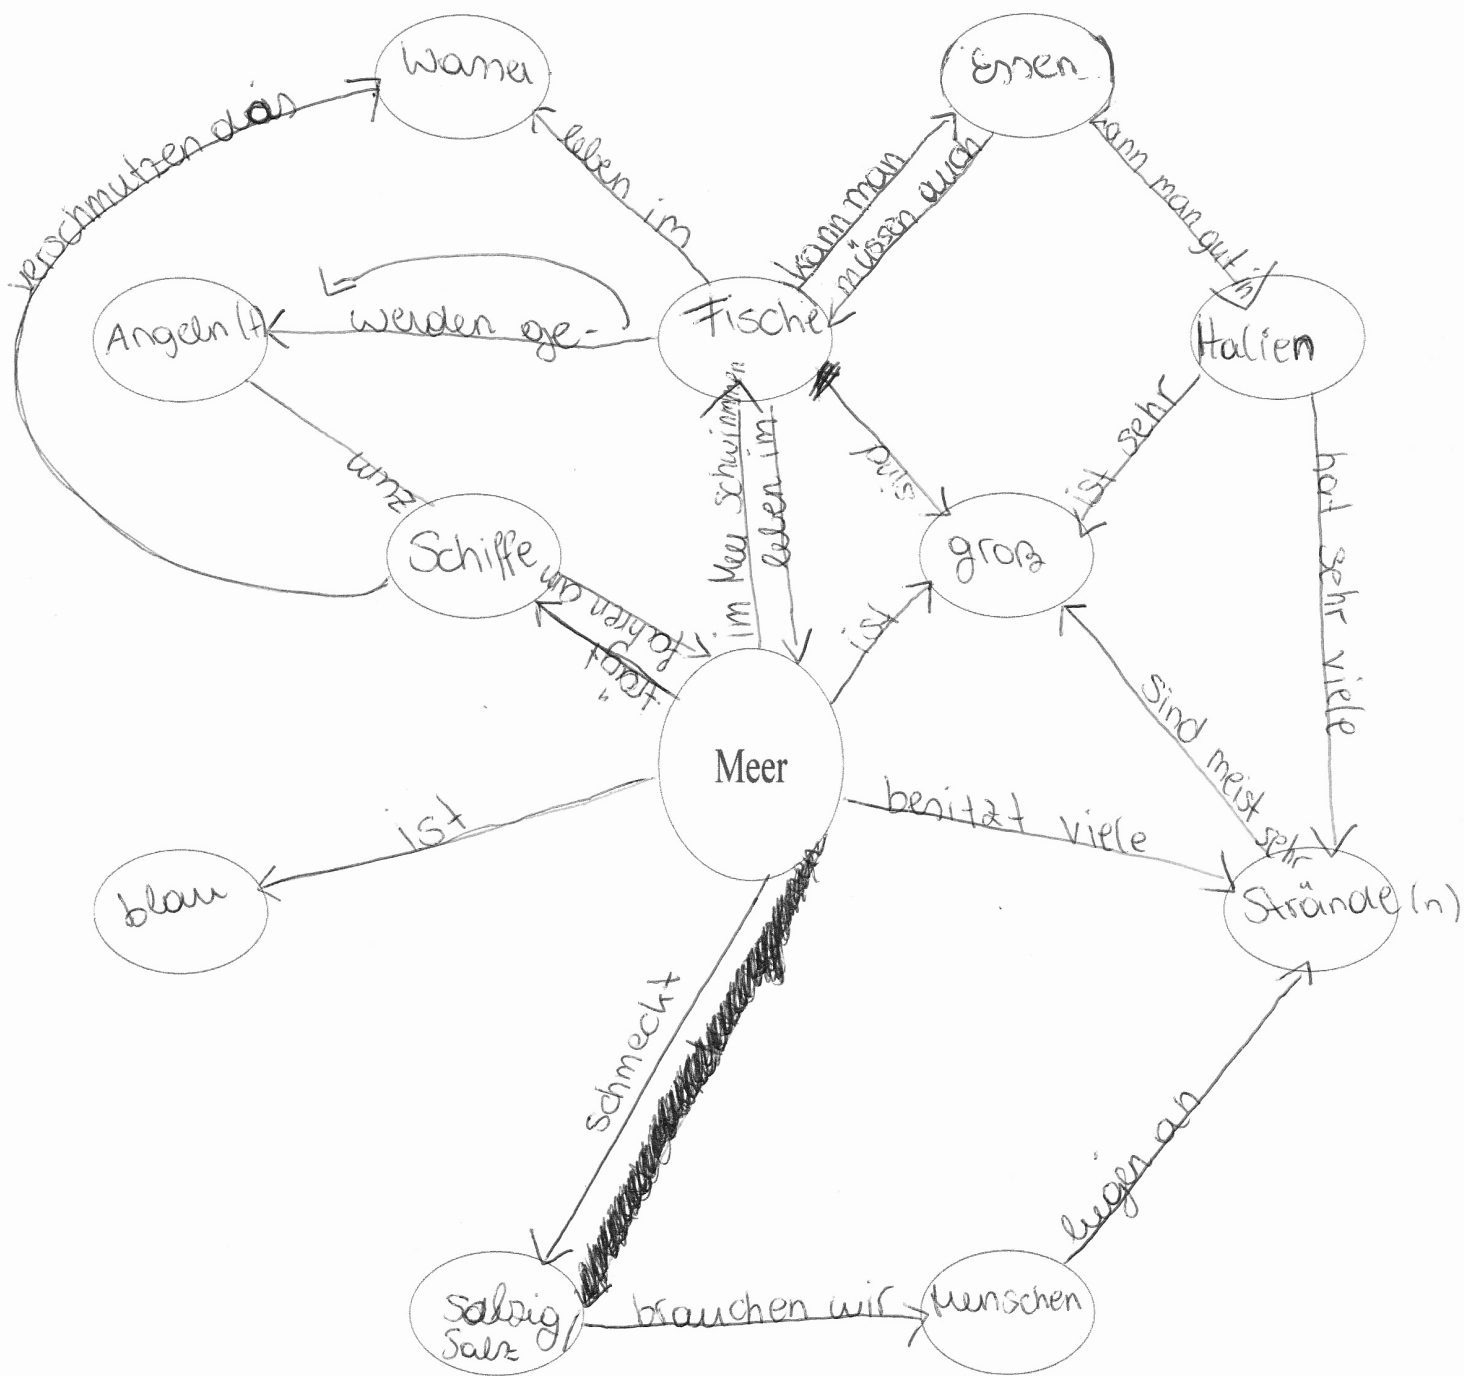 Wasser
Essen
verschmutzen das
leben im
kann man
müssen auch
kann man gut in
Angeln (t)
werden ge-
Fische
Italien
zum
im Meer schwimmen
leben im
sind
ist sehr
hat sehr viele
Schiffe
groß
fahren am
"trägt"
ist
sind meist sehr
Meer
ist
besitzt viele
blau
Strände(n)
schmeckt
liegen an
salzig/
Salz
brauchen wir
Menschen